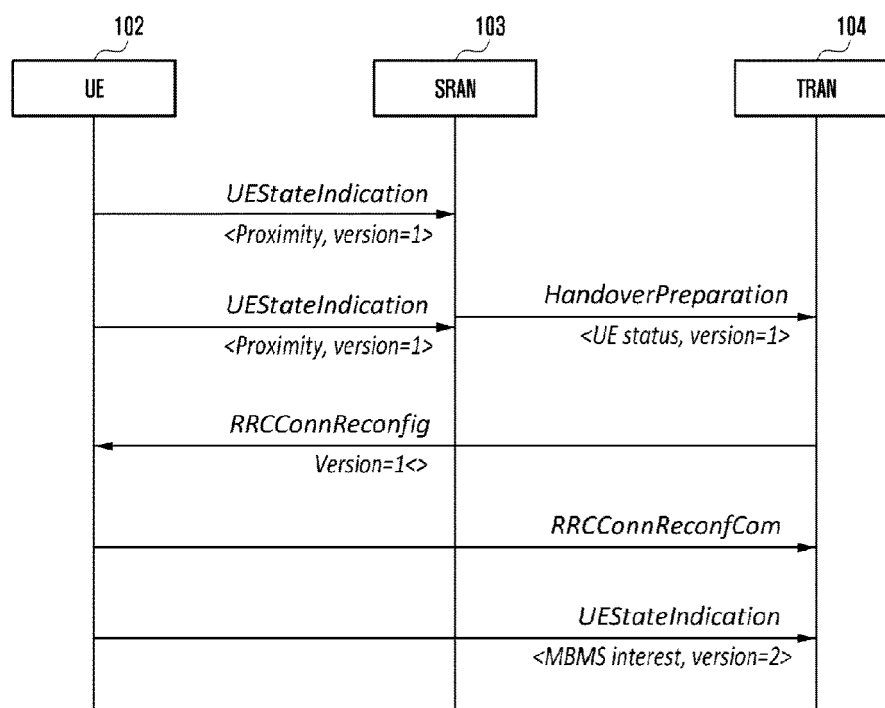 102
103
104
UE
SRAN
TRAN
UEStateIndication
<Proximity, version=1>
UEStateIndication
<Proximity, version=1>
HandoverPreparation
<UE status, version=1>
RRCConnReconfig
Version=1<>
RRCConnReconfCom
UEStateIndication
<MBMS interest, version=2>